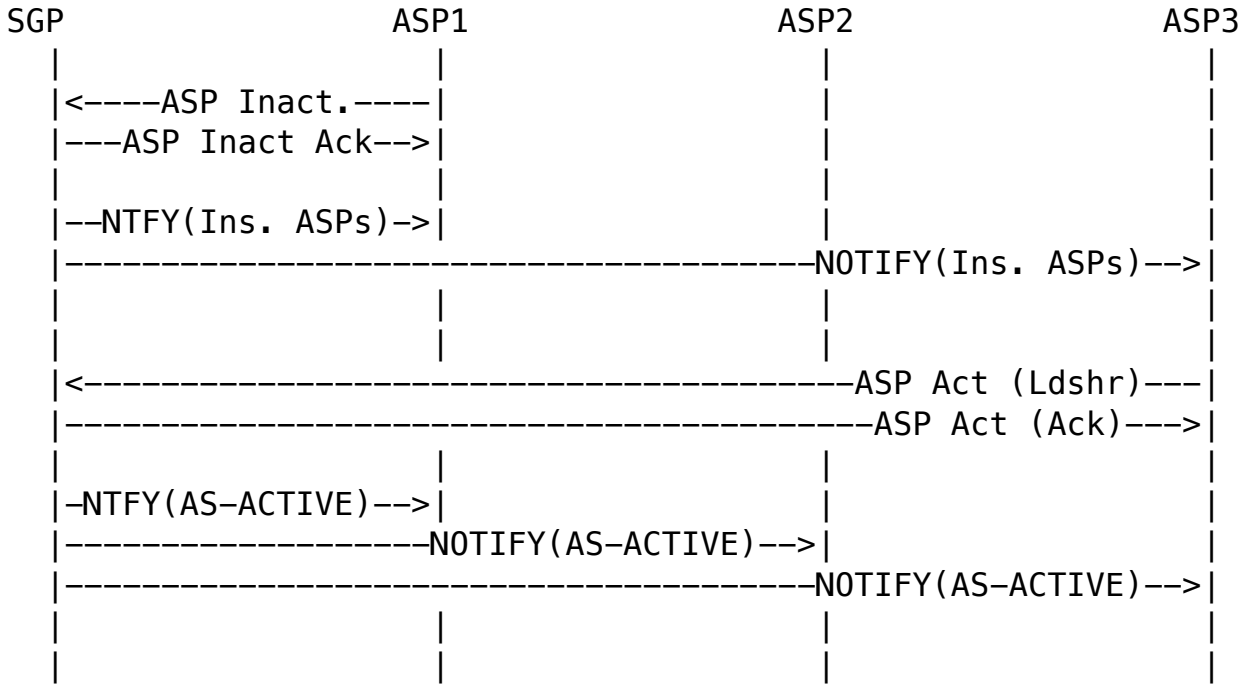 SGP ASP1 ASP2 ASP3
| | | |
|<----ASP Inact.----| | |
|---ASP Inact Ack-->| | |
| | | |
|--NTFY(Ins. ASPs)->| | |
|---------------------------------------NOTIFY(Ins. ASPs)-->|
| | | |
| | | |
|<----------------------------------------ASP Act (Ldshr)---|
|------------------------------------------ASP Act (Ack)--->|
| | | |
|-NTFY(AS-ACTIVE)-->| | |
|-------------------NOTIFY(AS-ACTIVE)-->| |
|---------------------------------------NOTIFY(AS-ACTIVE)-->|
| | | |
| | | |